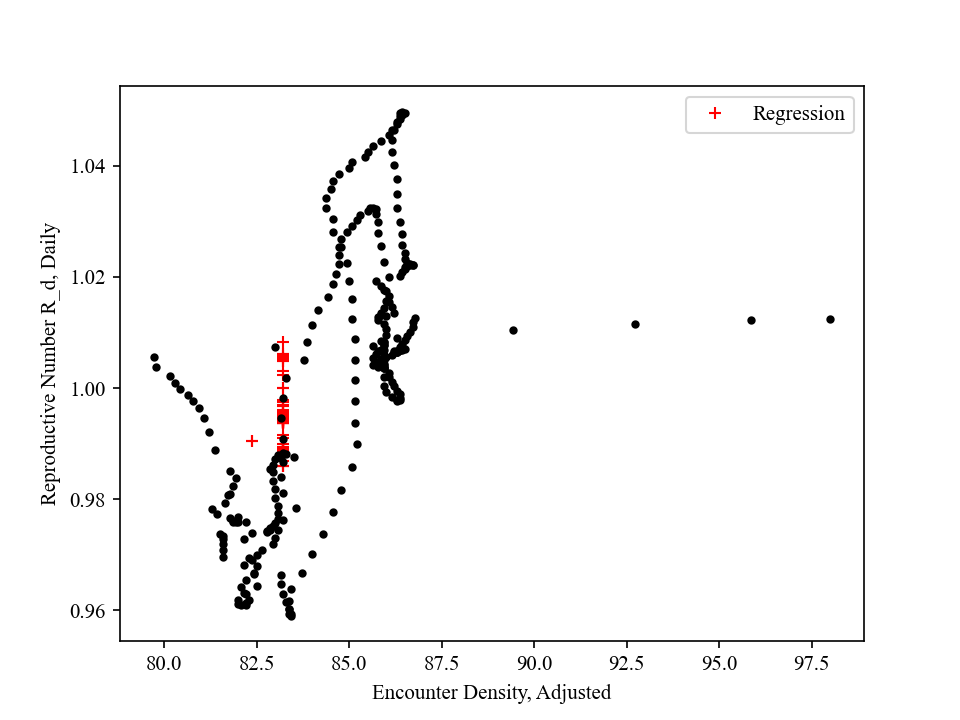 Regression
1.04
1.02
1.00
0.98
0.96
Reproductive Number R_d, Daily
80.0 82.5 85.0 87.5 90.0 92.5 95.0 97.5
Encounter Density, Adjusted